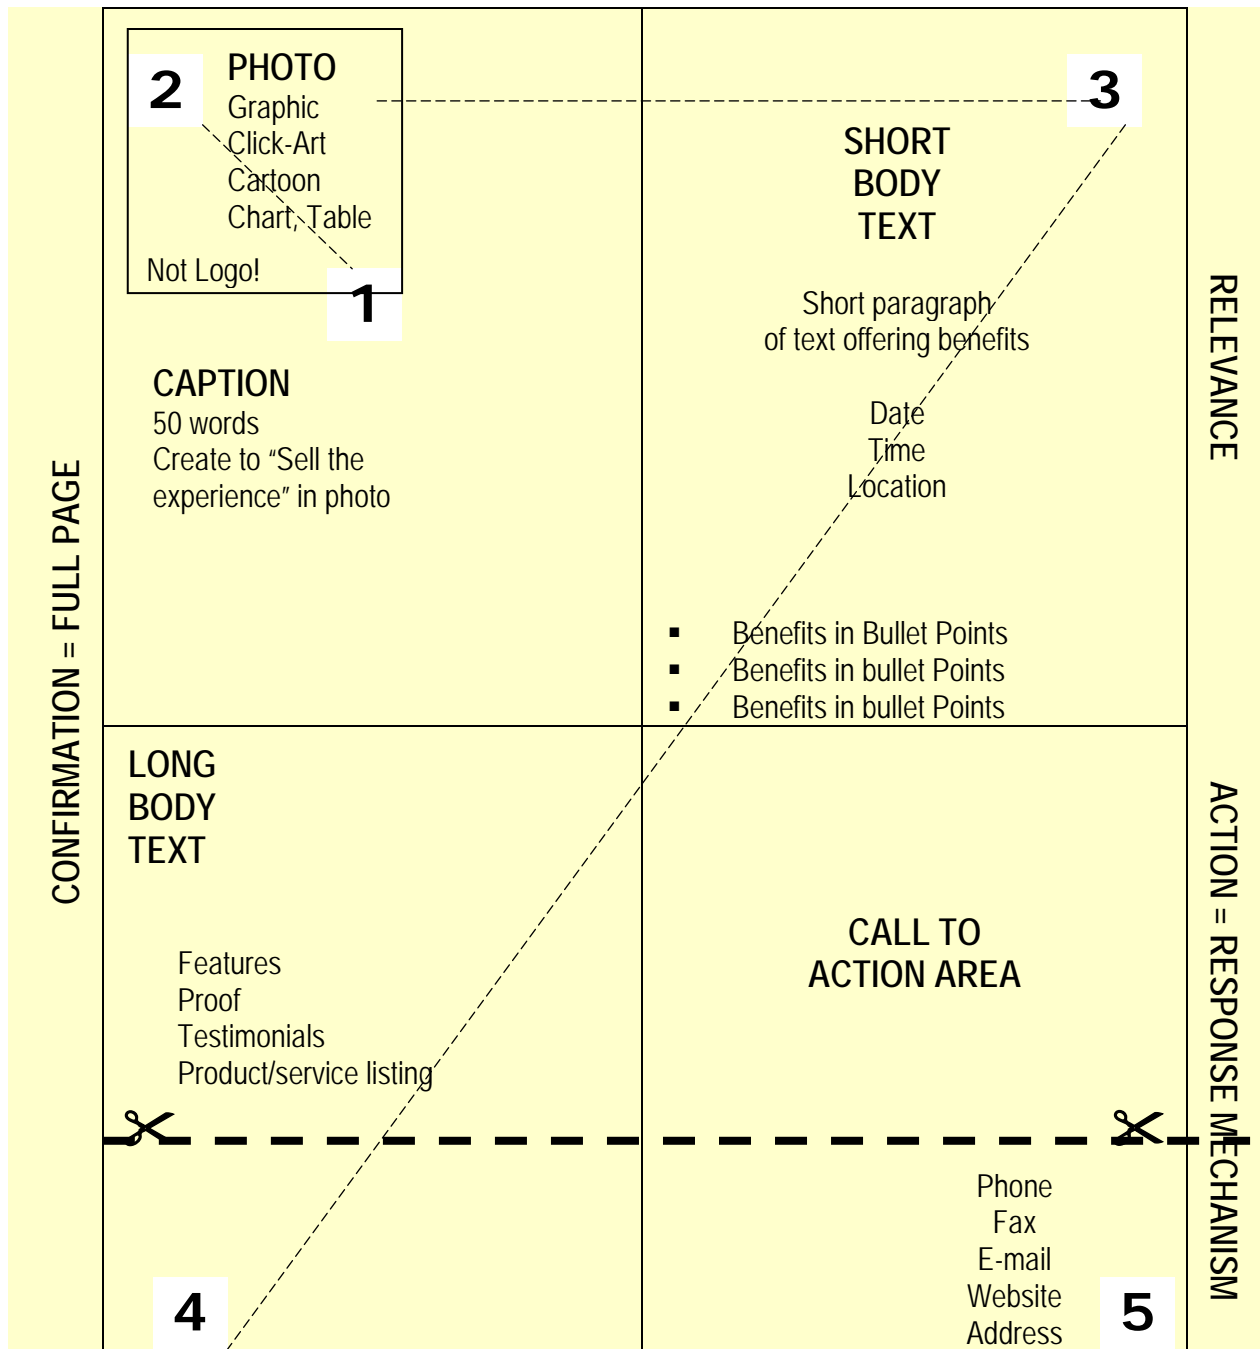 2
PHOTO
Graphic
Click-Art
Cartoon
Chart, Table
Not Logo!
1
CAPTION
50 words
Create to “Sell the
experience” in photo
3
SHORT
BODY
TEXT
Short paragraph
of text offering benefits
Date
Time
Location
▪ Benefits in Bullet Points
▪ Benefits in bullet Points
▪ Benefits in bullet Points
CONFIRMATION = FULL PAGE
RELEVANCE
LONG
BODY
TEXT
Features
Proof
Testimonials
Product/service listing
4
CALL TO
ACTION AREA
Phone
Fax
E-mail
Website
Address
5
ACTION = RESPONSE MECHANISM